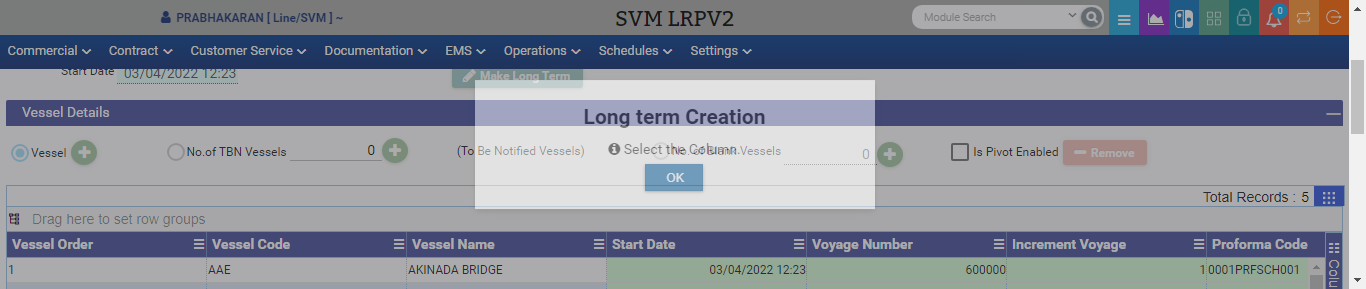 PRABHAKARAN [ Line/SVM ] ~
SVM LRPV2
Module Search
0
Commercial Contract Customer Service Documentation EMS Operations Schedules Settings
Start Date 03/04/2022 12:23
Make Long Term
Vessel Details
Long term Creation
Vessel No.of TBN Vessels 0 (To Be Notified Vessels) No. of Blank Vessels 0 Is Pivot Enabled Remove
Select the Column.
OK
Total Records : 5
Drag here to set row groups
Vessel Order Vessel Code Vessel Name Start Date Voyage Number Increment Voyage Proforma Code
1 AAE AKINADA BRIDGE 03/04/2022 12:23 600000 1 0001PRFSCH001
Colu